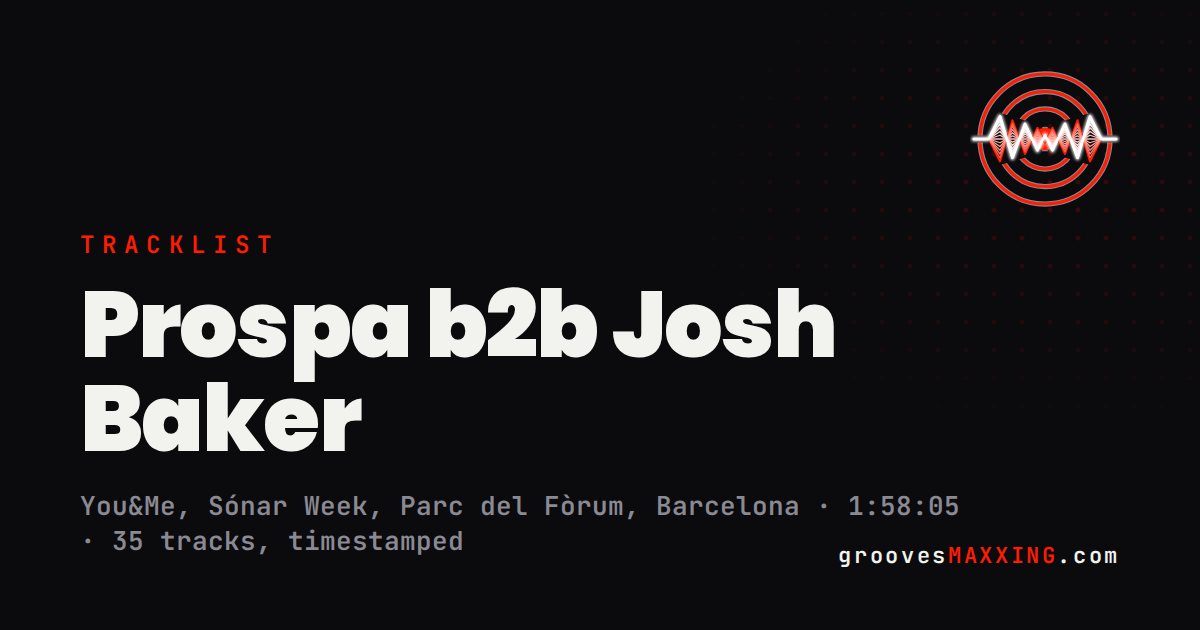 TRACKLIST
Prospa b2b Josh
Baker
You&Me, Sónar Week, Parc del Fòrum, Barcelona · 1:58:05
· 35 tracks, timestamped
groovesMAXXING.com